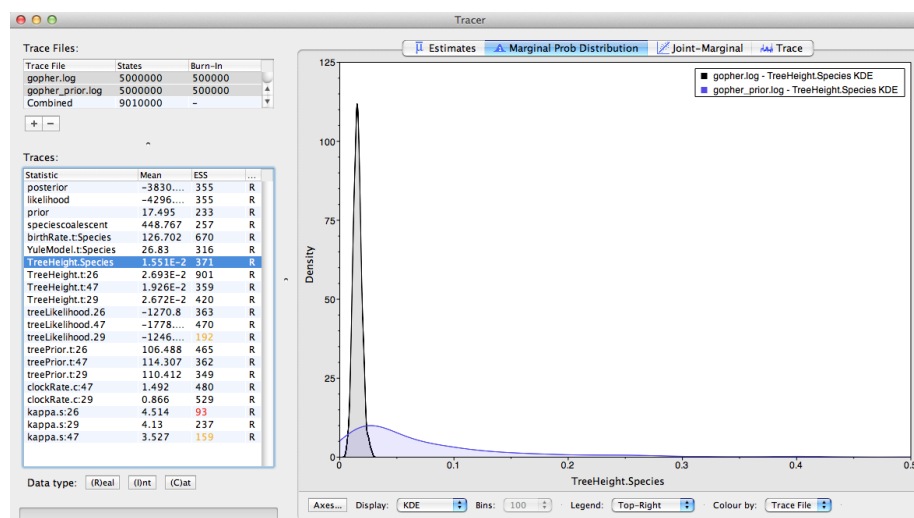 Tracer
Trace Files:
Trace File States Burn-In
gopher.log 5000000 500000
gopher_prior.log 5000000 500000
Combined 9010000 -
+ -
Traces:
Statistic Mean ESS ...
posterior -3830.... 355 R
likelihood -4296.... 355 R
prior 17.495 233 R
speciescoalescent 448.767 257 R
birthRate.t:Species 126.702 670 R
YuleModel.t:Species 26.83 316 R
TreeHeight.Species 1.551E-2 371 R
TreeHeight.t:26 2.693E-2 901 R
TreeHeight.t:47 1.926E-2 359 R
TreeHeight.t:29 2.672E-2 420 R
treeLikelihood.26 -1270.8 363 R
treeLikelihood.47 -1778.... 470 R
treeLikelihood.29 -1246.... 192 R
treePrior.t:26 106.488 465 R
treePrior.t:47 114.307 362 R
treePrior.t:29 110.412 349 R
clockRate.c:47 1.492 480 R
clockRate.c:29 0.866 529 R
kappa.s:26 4.514 93 R
kappa.s:29 4.13 237 R
kappa.s:47 3.527 159 R
Data type: (R)eal (I)nt (C)at
μ Estimates Marginal Prob Distribution Joint-Marginal Trace
gopher.log - TreeHeight.Species KDE
gopher_prior.log - TreeHeight.Species KDE
125
100
75
50
25
0
Density
0 0.1 0.2 0.3 0.4 0.5
TreeHeight.Species
Axes... Display: KDE Bins: 100 Legend: Top-Right Colour by: Trace File